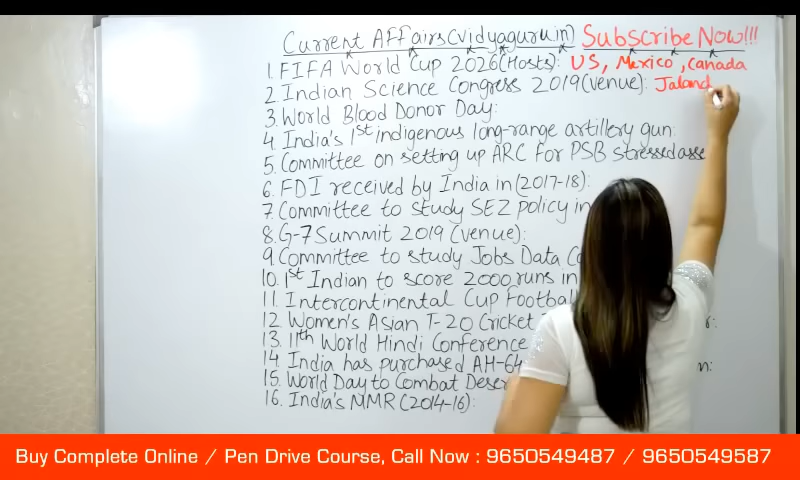 Current Affairs(vidyaguru.in) Subscribe Now!!!
1. FIFA World Cup 2026(Hosts): US, Mexico, Canada
2. Indian Science Congress 2019(venue): Jaland
3. World Blood Donor Day:
4. India's 1st indigenous long-range artillery gun:
5. Committee on setting up ARC for PSB stressed asse
6. FDI received by India in(2017-18):
7. Committee to study SEZ policy in
8. G-7 Summit 2019 (venue):
9. Committee to study Jobs Data
10. 1st Indian to score 2000 runs in
11. Intercontinental Cup Football
12. Women's Asian T-20 Cricket
13. 11th World Hindi Conference
14. India has purchased AH-64
15. World Day to Combat Deser
16. India's MMR(2014-16):
Buy Complete Online / Pen Drive Course, Call Now : 9650549487 / 9650549587